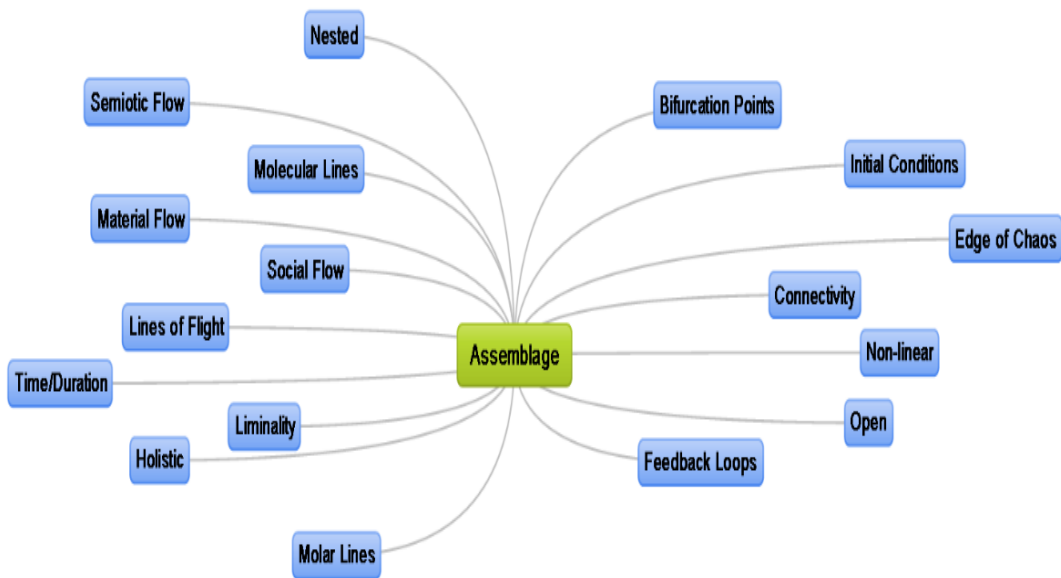 Nested
Semiotic Flow
Bifurcation Points
Molecular Lines
Initial Conditions
Material Flow
Edge of Chaos
Social Flow
Connectivity
Lines of Flight
Assemblage
Non-linear
Time/Duration
Liminality
Open
Holistic
Feedback Loops
Molar Lines